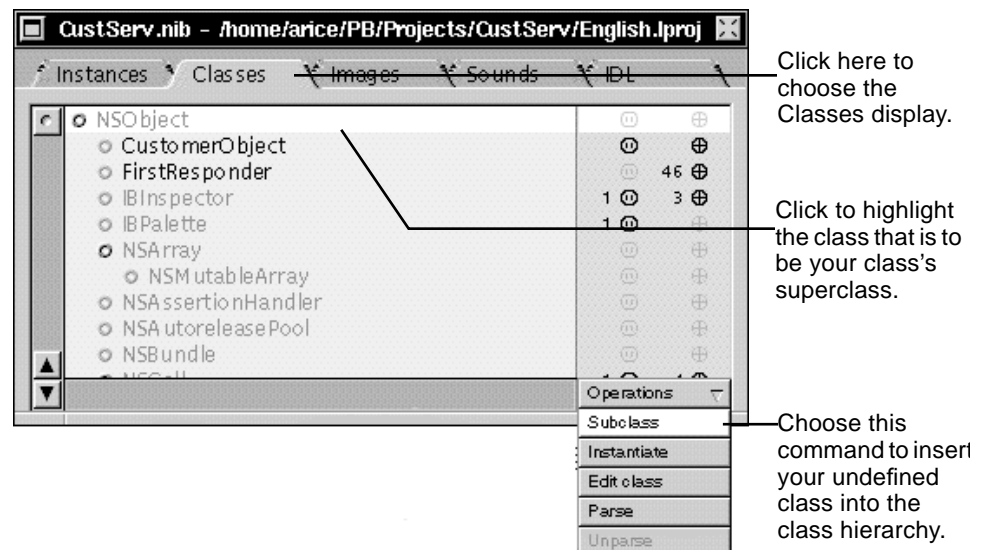 CustServ.nib – /home/arice/PB/Projects/CustServ/English.lproj
Instances Classes Images Sounds IDL
NSObject
CustomerObject
FirstResponder 46
IBInspector 1 3
IBPalette 1
NSArray
NSMutableArray
NSAssertionHandler
NSAutoreleasePool
NSBundle
Operations
Subclass
Instantiate
Edit class
Parse
Unparse
Click here to
choose the
Classes display.
Click to highlight
the class that is to
be your class's
superclass.
Choose this
command to insert
your undefined
class into the
class hierarchy.